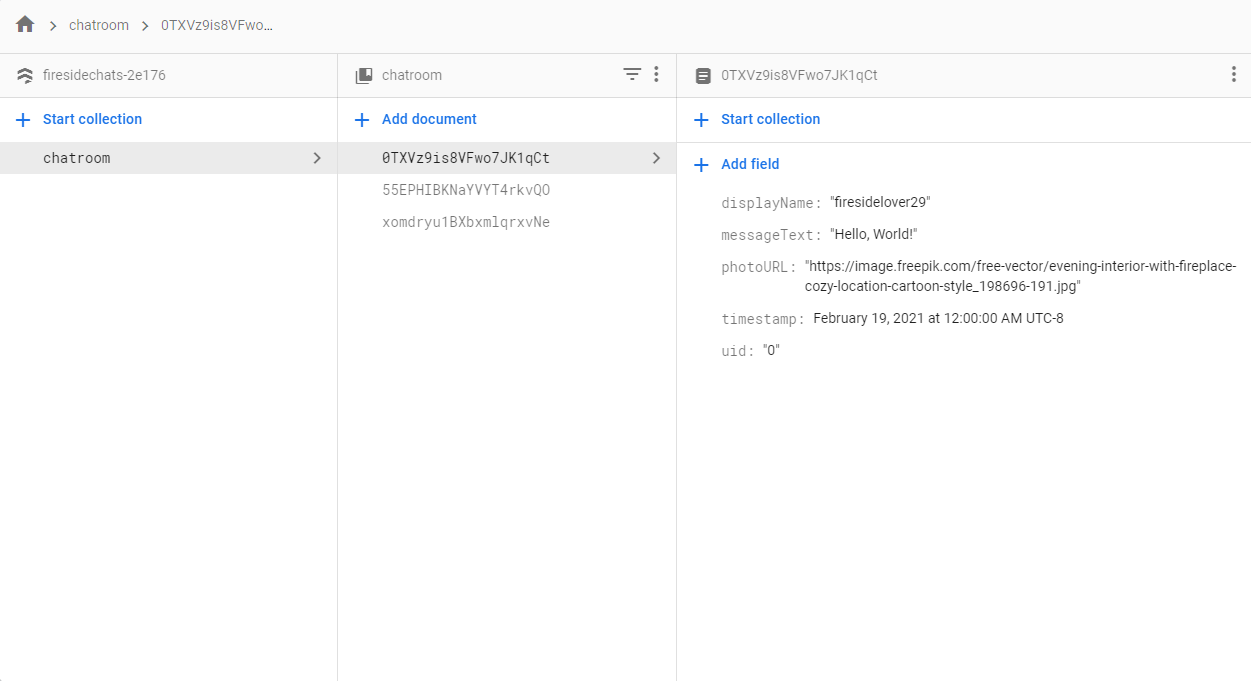 chatroom
0TXVz9is8VFwo...
firesidechats-2e176
chatroom
0TXVz9is8VFwo7JK1qCt
Start collection
Add document
Start collection
chatroom
0TXVz9is8VFwo7JK1qCt
Add field
55EPHIBKNaYVYT4rkvQO
xomdryu1BXbxmlqrxvNe
displayName: "firesidelover29"
messageText: "Hello, World!"
photoURL: "https://image.freepik.com/free-vector/evening-interior-with-fireplace-
cozy-location-cartoon-style_198696-191.jpg"
timestamp: February 19, 2021 at 12:00:00 AM UTC-8
uid: "0"